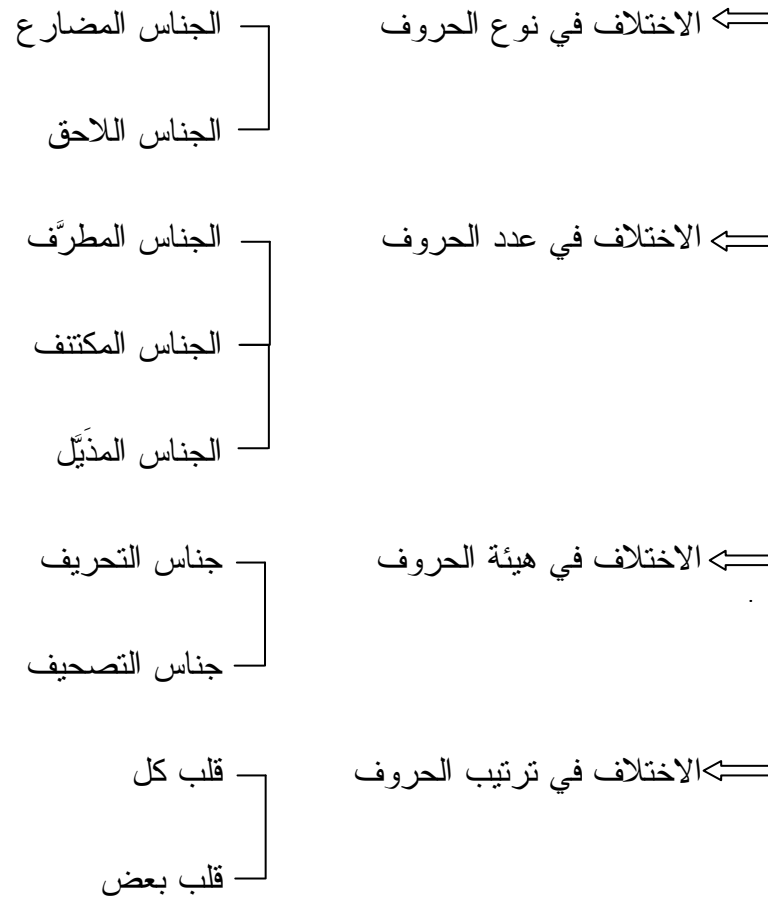 الاختلاف في نوع الحروف
الجناس المضارع
الجناس اللاحق
الاختلاف في عدد الحروف
الجناس المطرَّف
الجناس المكتنف
الجناس المذَيَّل
الاختلاف في هيئة الحروف
جناس التحريف
جناس التصحيف
الاختلاف في ترتيب الحروف
قلب كل
قلب بعض